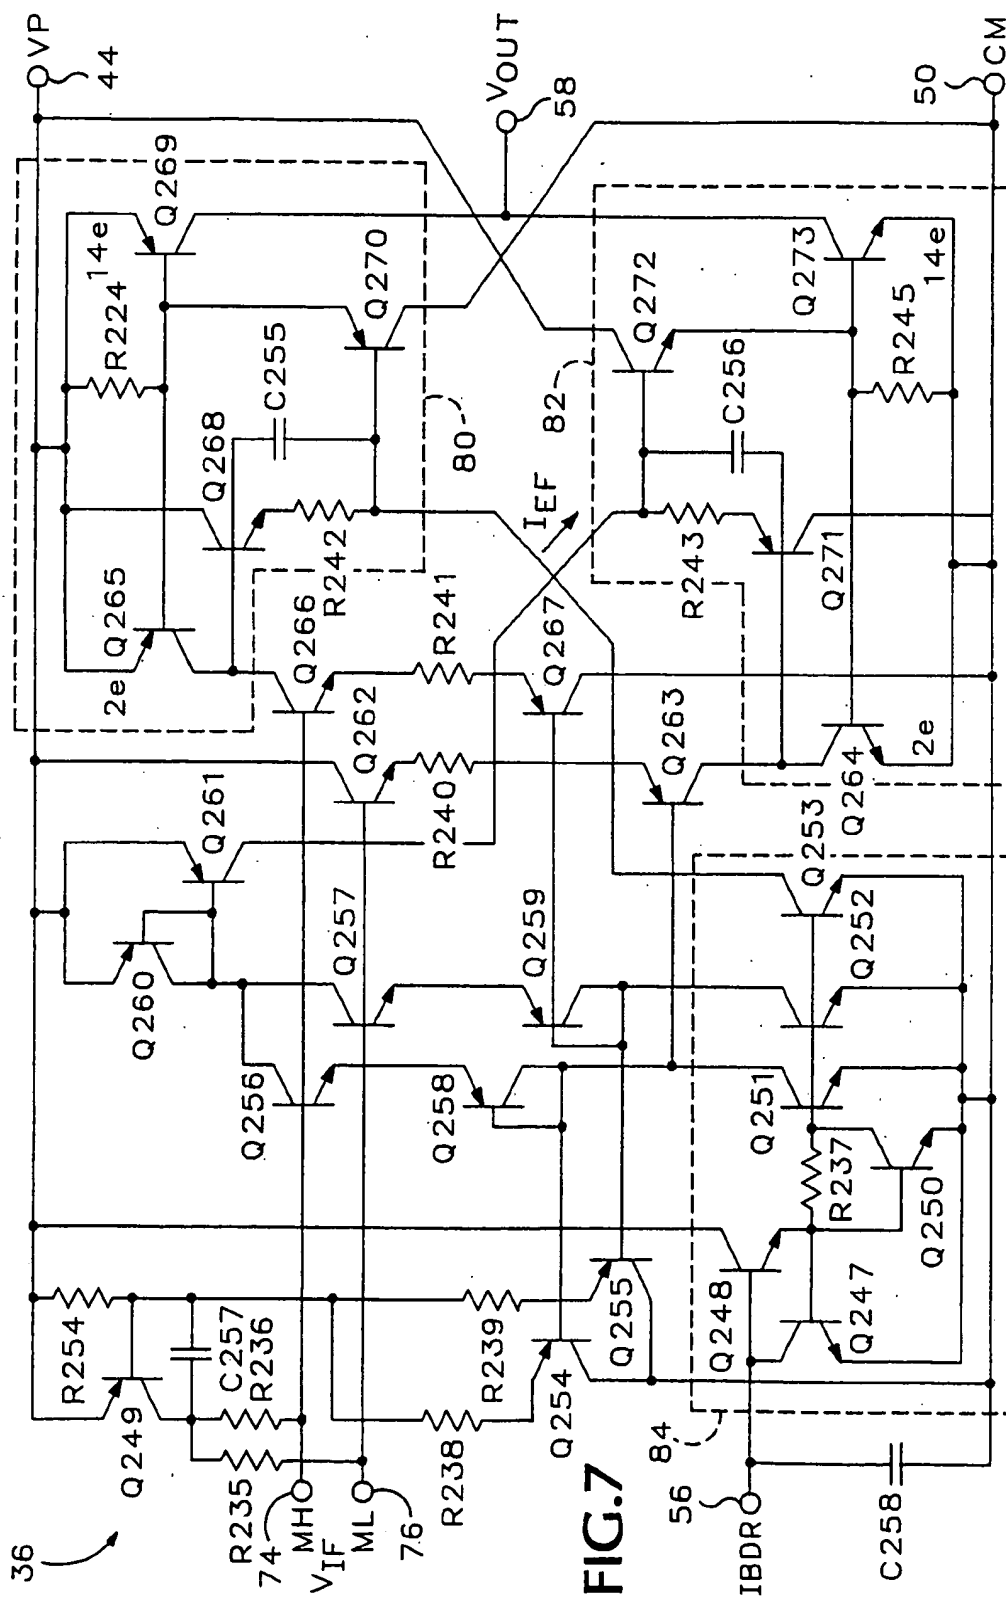 36
VP
44
VOUT
58
50
CM
Q269
14e
R224
Q270
C255
Q268
R242
80
Q265
2e
Q266
R241
Q262
R240
Q267
IEF
Q272
82
C256
Q273
14e
R245
R243
Q271
Q263
Q264
2e
Q261
Q260
Q257
Q256
Q259
Q258
Q253
Q252
Q251
R237
Q250
Q248
Q247
84
R254
Q249
C257
R236
R235
74
MH
VIF
ML
76
R238
R239
Q254
Q255
FIG.7
56
IBDR
C258